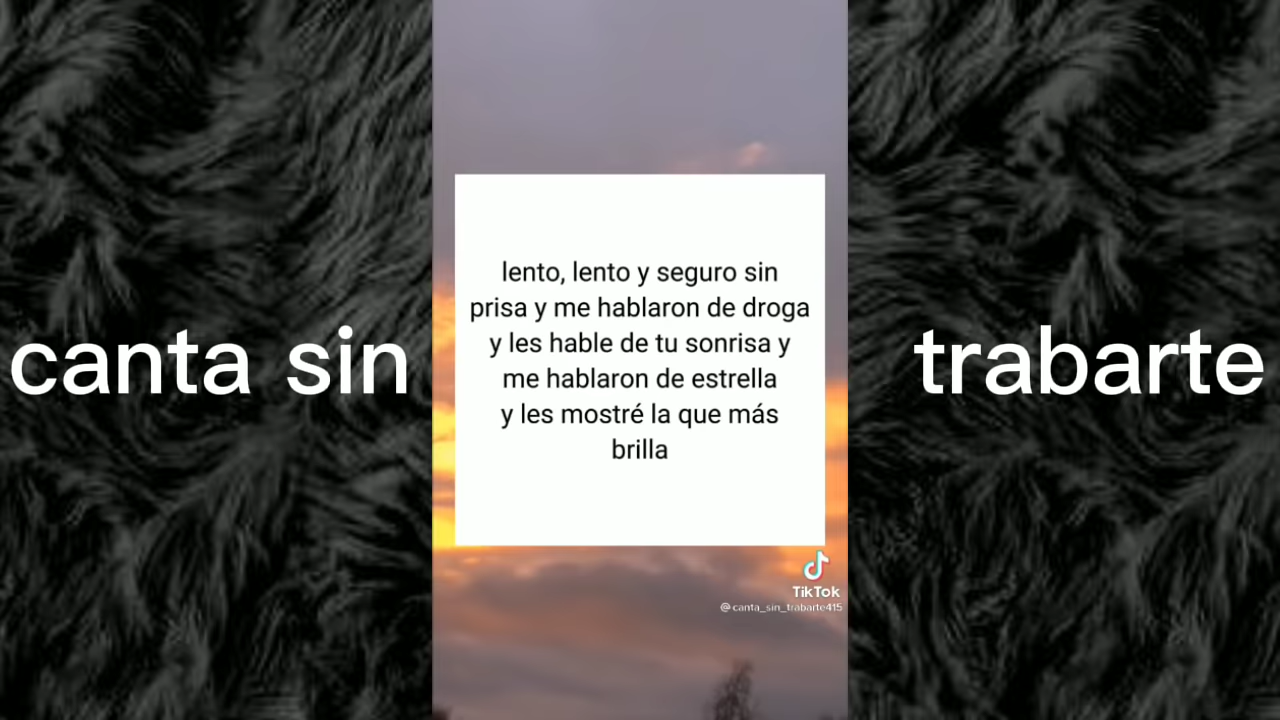 canta sin trabarte
lento, lento y seguro sin
prisa y me hablaron de droga
y les hable de tu sonrisa y
me hablaron de estrella
y les mostré la que más
brilla
TikTok
@canta_sin_trabarte415